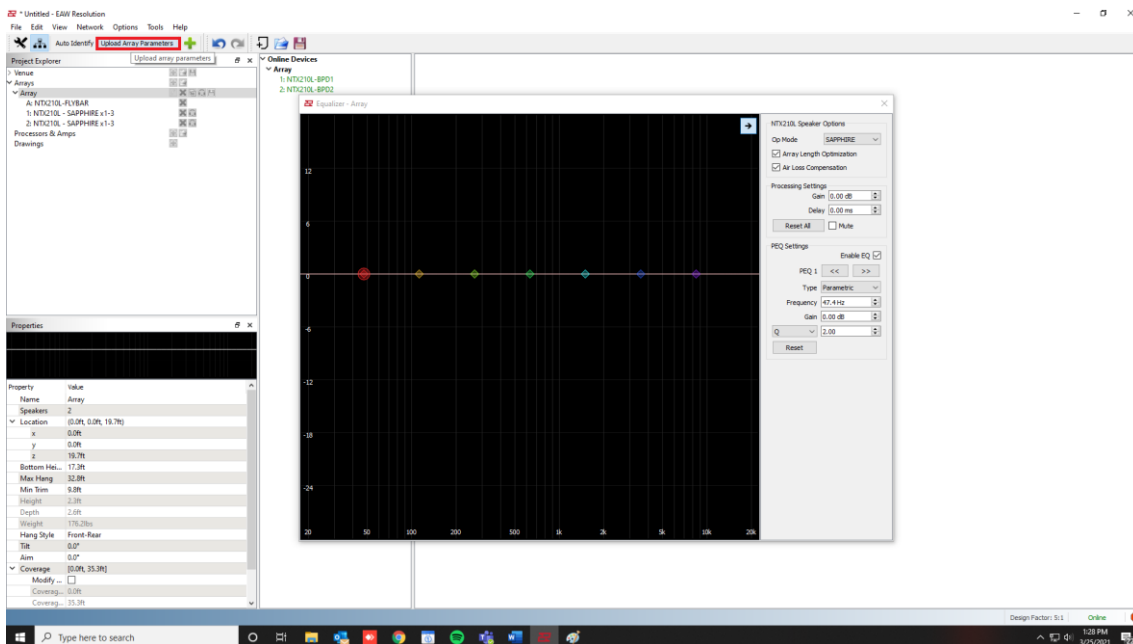 * Untitled - EAW Resolution
File Edit View Network Options Tools Help
Auto Identify Upload Array Parameters
Upload array parameters
Project Explorer
Venue
Arrays
Array
A: NTX210L-FLYBAR
1: NTX210L - SAPPHIRE x1-3
2: NTX210L - SAPPHIRE x1-3
Processors & Amps
Drawings
Online Devices
Array
1: NTX210L-BPD1
2: NTX210L-BPD2
Equalizer - Array
12
6
0
-6
-12
-18
-24
20 50 100 200 500 1k 2k 5k 10k 20k
NTX210L Speaker Options
Op Mode SAPPHIRE
Array Length Optimization
Air Loss Compensation
Processing Settings
Gain 0.00 dB
Delay 0.00 ms
Reset All Mute
PEQ Settings
Enable EQ
PEQ 1 << >>
Type Parametric
Frequency 47.4 Hz
Gain 0.00 dB
Q 2.00
Reset
Properties
Property Value
Name Array
Speakers 2
Location (0.0ft, 0.0ft, 19.7ft)
x 0.0ft
y 0.0ft
z 19.7ft
Bottom Hei... 17.3ft
Max Hang 32.8ft
Min Trim 9.8ft
Height 2.3ft
Depth 2.6ft
Weight 176.2lbs
Hang Style Front-Rear
Tilt 0.0°
Aim 0.0°
Coverage [0.0ft, 35.3ft]
Modify ...
Coverag... 0.0ft
Coverag... 35.3ft
Design Factor: 5:1 Online
Type here to search
1:28 PM
3/25/2021